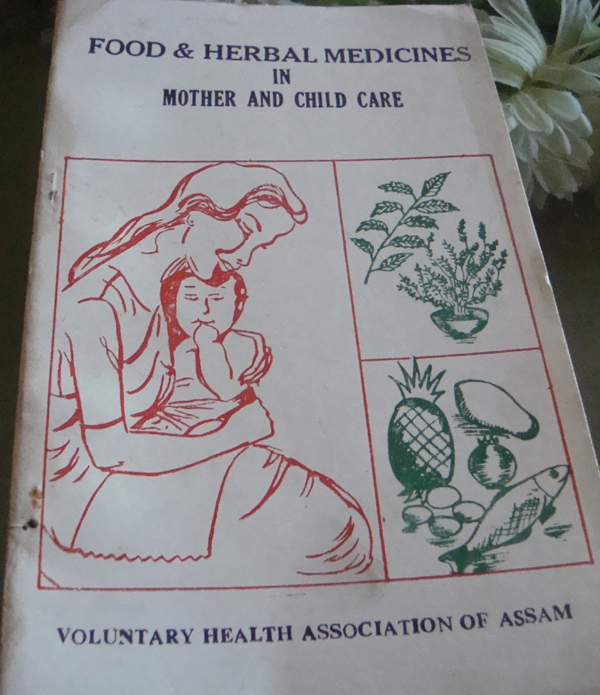 FOOD & HERBAL MEDICINES
IN
MOTHER AND CHILD CARE
VOLUNTARY HEALTH ASSOCIATION OF ASSAM